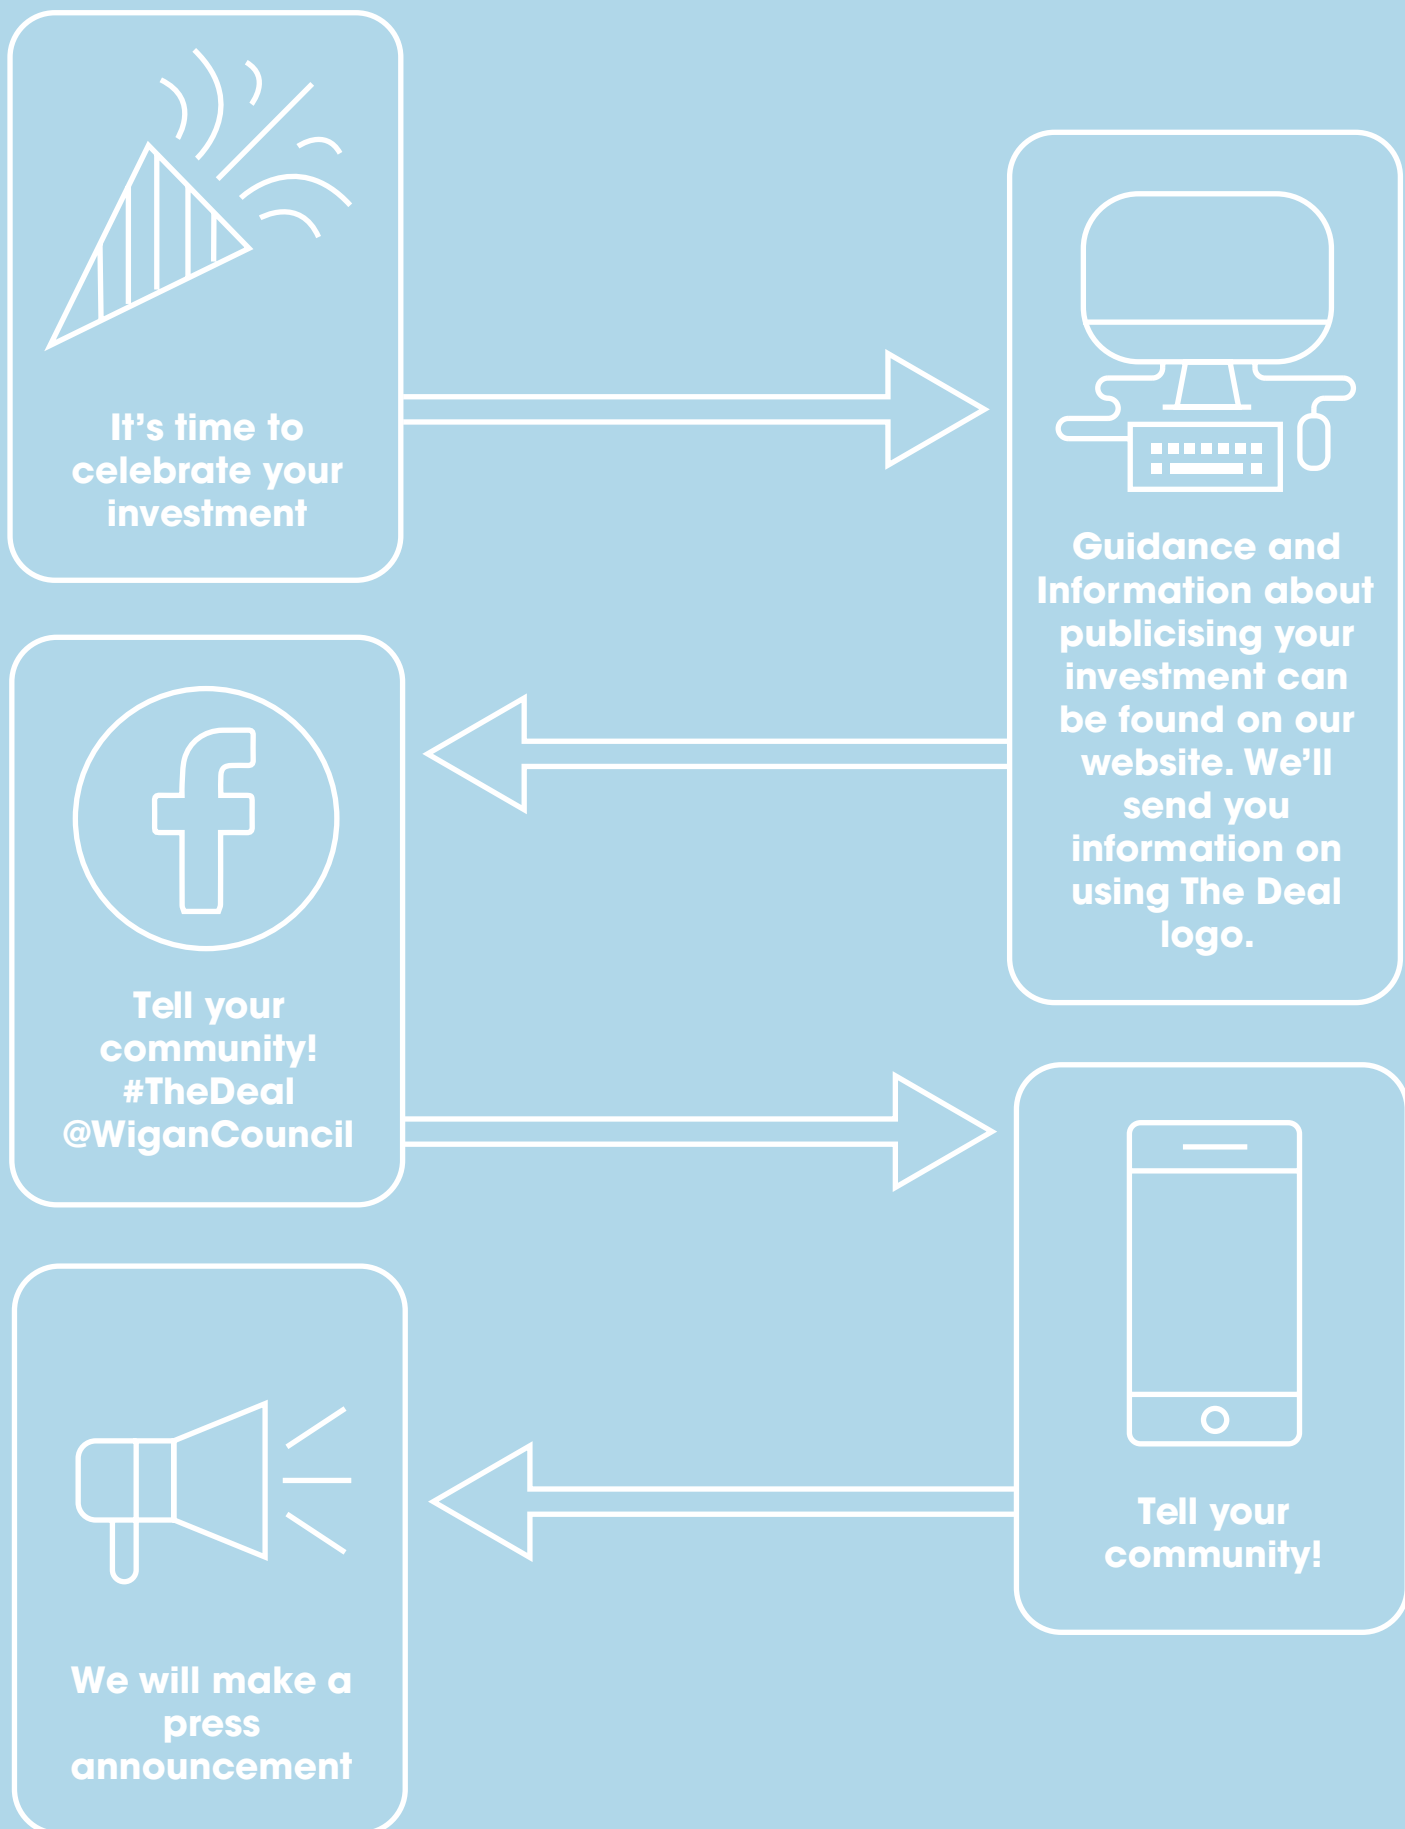 It's time to
celebrate your
investment
Guidance and
Information about
publicising your
investment can
be found on our
website. We'll
send you
information on
using The Deal
logo.
Tell your
community!
#TheDeal
@WiganCouncil
Tell your
community!
We will make a
press
announcement